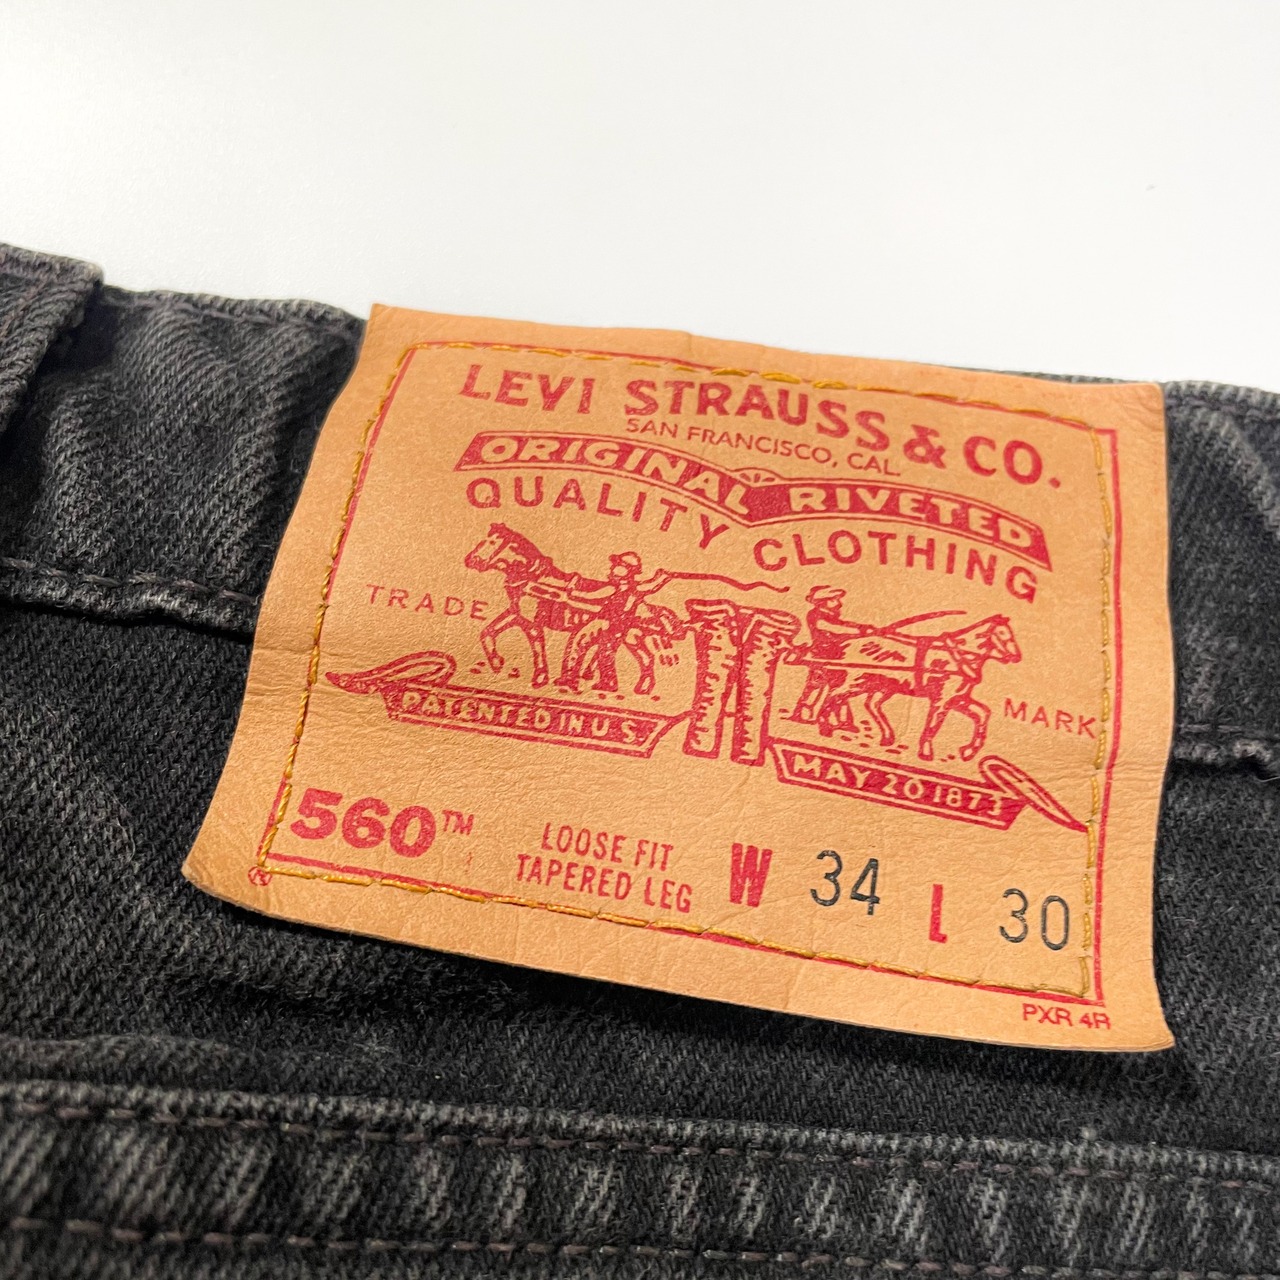 LEVI STRAUSS & CO.
SAN FRANCISCO, CAL.
ORIGINAL RIVETED
QUALITY CLOTHING
TRADE MARK
PATENTED IN U.S.
MAY 20 1873
560™
LOOSE FIT
TAPERED LEG
W 34 L 30
®
PXR 4R